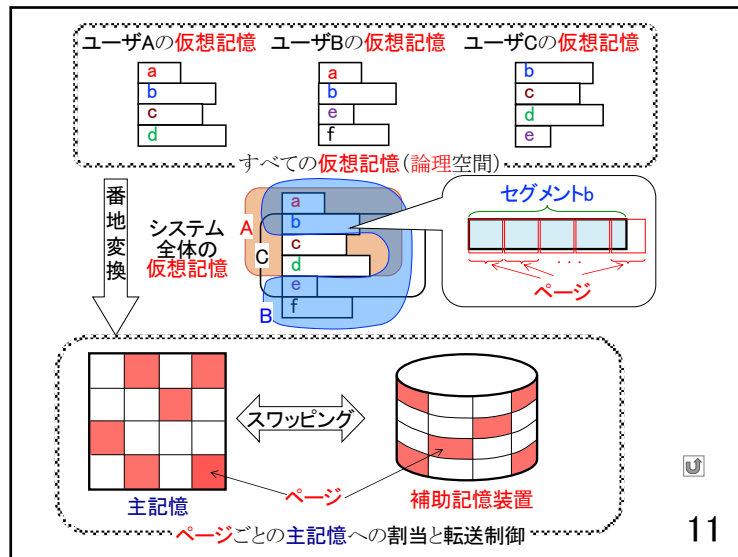 ユーザAの仮想記憶 ユーザBの仮想記憶 ユーザCの仮想記憶
a a b
b b c
c e d
d f e
すべての仮想記憶(論理空間)
番地変換
システム
全体の
仮想記憶
A
C
B
a
b
c
d
e
f
セグメントb
・・・
ページ
スワッピング
主記憶
ページ
補助記憶装置
ページごとの主記憶への割当と転送制御
11